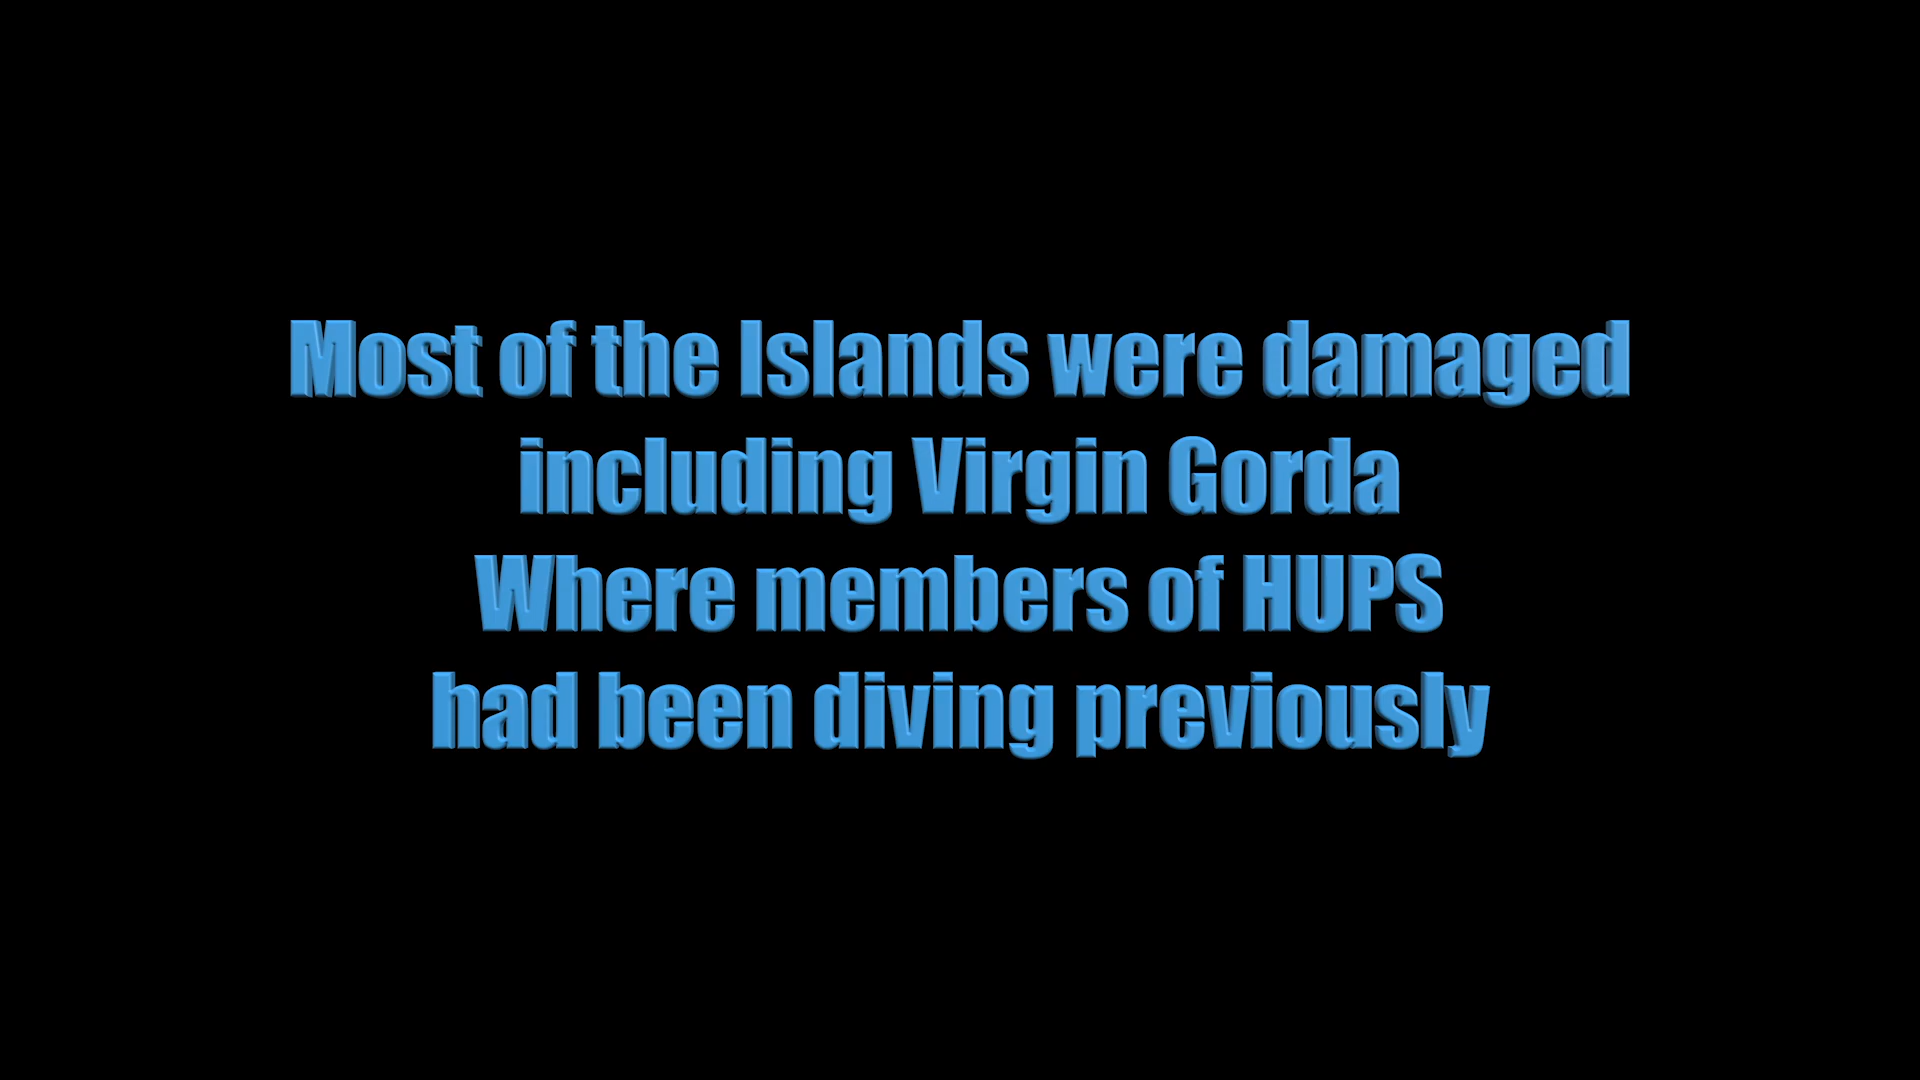 Most of the Islands were damaged
including Virgin Gorda
Where members of HUPS
had been diving previously